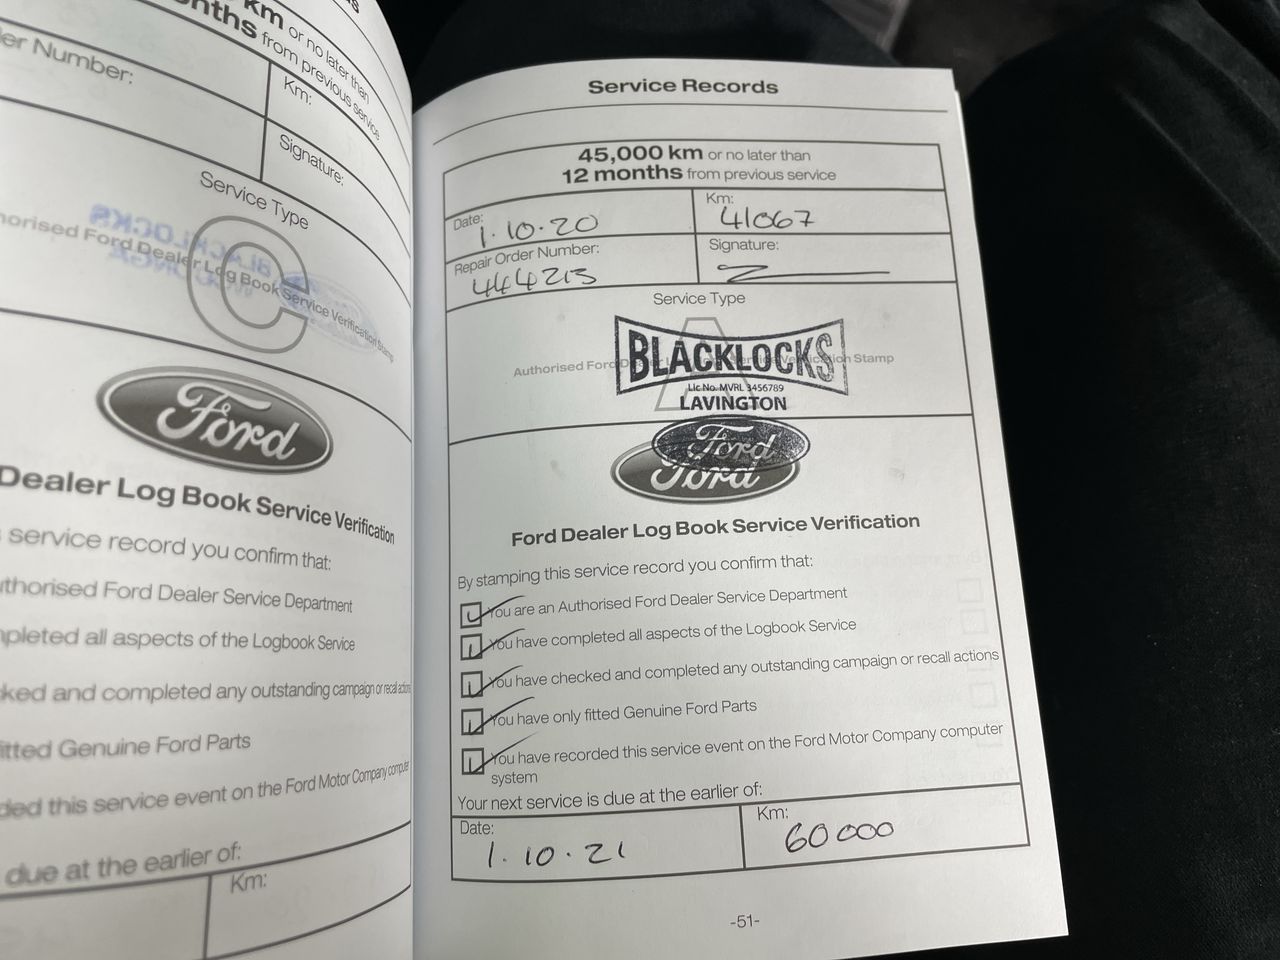 km or no later than
months from previous service
er Number:
Km:
Signature:
Service Type
horised Ford Dealer Log Book Service Verification Stamp
C
BLACKLOCKS
Ford
Dealer Log Book Service Verification
service record you confirm that:
uthorised Ford Dealer Service Department
mpleted all aspects of the Logbook Service
cked and completed any outstanding campaign or recall actions
fitted Genuine Ford Parts
ded this service event on the Ford Motor Company computer
due at the earlier of:
Km:
Service Records
45,000 km or no later than
12 months from previous service
Date: 1.10.20
Km: 41067
Repair Order Number: 444213
Signature:
Service Type
A
Authorised Ford Dealer Log Book Service Verification Stamp
BLACKLOCKS
Lic No. MVRL 3456789
LAVINGTON
Ford
Ford
Ford Dealer Log Book Service Verification
By stamping this service record you confirm that:
You are an Authorised Ford Dealer Service Department
You have completed all aspects of the Logbook Service
You have checked and completed any outstanding campaign or recall actions
You have only fitted Genuine Ford Parts
You have recorded this service event on the Ford Motor Company computer
system
Your next service is due at the earlier of:
Date: 1.10.21
Km: 60000
-51-